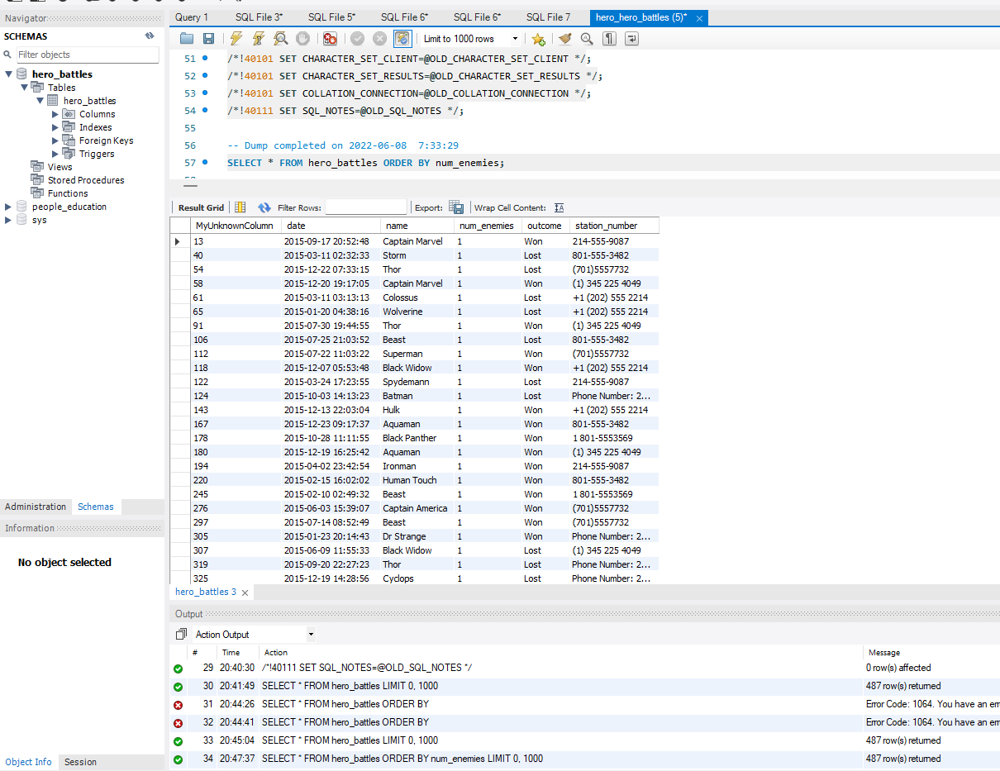 Navigator
Query 1 SQL File 3* SQL File 5* SQL File 6* SQL File 6* SQL File 7 hero_hero_battles (5)*
SCHEMAS
Filter objects
hero_battles
Tables
hero_battles
Columns
Indexes
Foreign Keys
Triggers
Views
Stored Procedures
Functions
people_education
sys
Administration Schemas
Information
No object selected
Object Info Session
Limit to 1000 rows
51 /*!40101 SET CHARACTER_SET_CLIENT=@OLD_CHARACTER_SET_CLIENT */;
52 /*!40101 SET CHARACTER_SET_RESULTS=@OLD_CHARACTER_SET_RESULTS */;
53 /*!40101 SET COLLATION_CONNECTION=@OLD_COLLATION_CONNECTION */;
54 /*!40111 SET SQL_NOTES=@OLD_SQL_NOTES */;
55
56 -- Dump completed on 2022-06-08  7:33:29
57 SELECT * FROM hero_battles ORDER BY num_enemies;
Result Grid Filter Rows: Export: Wrap Cell Content:
MyUnknownColumn date name num_enemies outcome station_number
13 2015-09-17 20:52:48 Captain Marvel 1 Won 214-555-9087
40 2015-03-11 02:32:33 Storm 1 Lost 801-555-3482
54 2015-12-22 07:33:15 Thor 1 Lost (701)5557732
58 2015-12-20 19:17:05 Captain Marvel 1 Won (1) 345 225 4049
61 2015-03-11 03:13:13 Colossus 1 Lost +1 (202) 555 2214
65 2015-01-20 04:38:16 Wolverine 1 Lost +1 (202) 555 2214
91 2015-07-30 19:44:55 Thor 1 Won (1) 345 225 4049
106 2015-07-25 21:03:52 Beast 1 Lost 801-555-3482
112 2015-07-22 11:03:22 Superman 1 Won (701)5557732
118 2015-12-07 05:53:48 Black Widow 1 Won +1 (202) 555 2214
122 2015-03-24 17:23:55 Spydemann 1 Lost 214-555-9087
124 2015-10-03 14:13:23 Batman 1 Lost Phone Number: 2...
143 2015-12-13 22:03:04 Hulk 1 Won +1 (202) 555 2214
167 2015-12-23 09:17:37 Aquaman 1 Won 801-555-3482
178 2015-10-28 11:11:55 Black Panther 1 Won 1 801-5553569
180 2015-12-19 16:25:42 Aquaman 1 Won (1) 345 225 4049
194 2015-04-02 23:42:54 Ironman 1 Won 214-555-9087
220 2015-02-15 16:02:02 Human Touch 1 Won 801-555-3482
245 2015-02-10 02:49:32 Beast 1 Won 1 801-5553569
276 2015-06-03 15:39:07 Captain America 1 Won (701)5557732
297 2015-07-14 08:52:49 Beast 1 Won (701)5557732
305 2015-01-23 20:14:43 Dr Strange 1 Won Phone Number: 2...
307 2015-06-09 11:55:33 Black Widow 1 Lost (1) 345 225 4049
319 2015-09-20 22:27:23 Thor 1 Lost Phone Number: 2...
325 2015-12-19 14:28:56 Cyclops 1 Lost Phone Number: 2...
hero_battles 3
Output
Action Output
# Time Action Message
29 20:40:30 /*!40111 SET SQL_NOTES=@OLD_SQL_NOTES */ 0 row(s) affected
30 20:41:49 SELECT * FROM hero_battles LIMIT 0, 1000 487 row(s) returned
31 20:44:26 SELECT * FROM hero_battles ORDER BY Error Code: 1064. You have an
32 20:44:41 SELECT * FROM hero_battles ORDER BY Error Code: 1064. You have an
33 20:45:04 SELECT * FROM hero_battles LIMIT 0, 1000 487 row(s) returned
34 20:47:37 SELECT * FROM hero_battles ORDER BY num_enemies LIMIT 0, 1000 487 row(s) returned